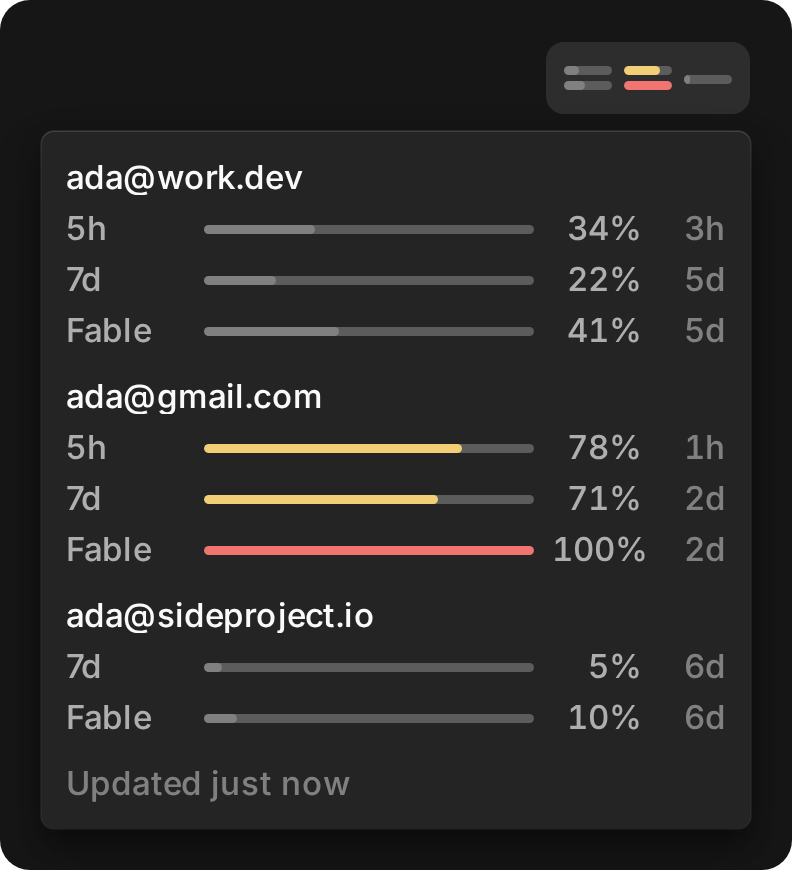 ada@work.dev
5h 34% 3h
7d 22% 5d
Fable 41% 5d
ada@gmail.com
5h 78% 1h
7d 71% 2d
Fable 100% 2d
ada@sideproject.io
7d 5% 6d
Fable 10% 6d
Updated just now